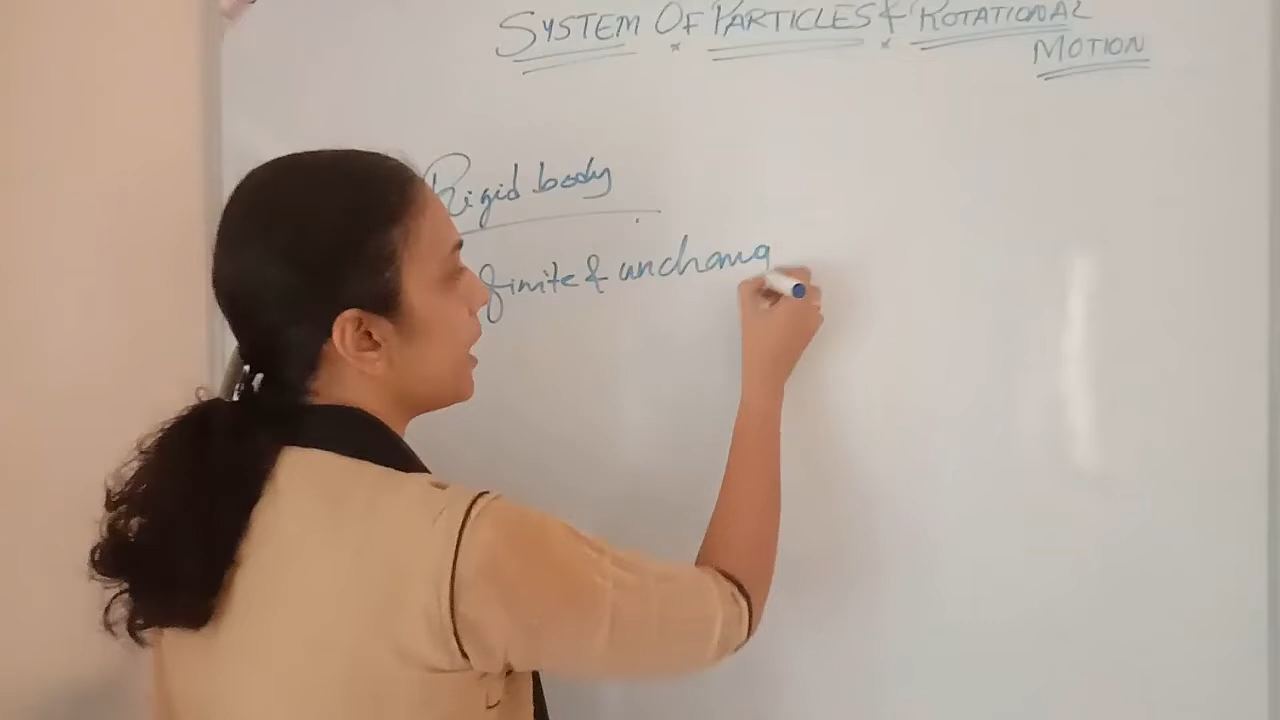 SYSTEM OF PARTICLES & ROTATIONAL
MOTION
Rigid body
finite & unchang